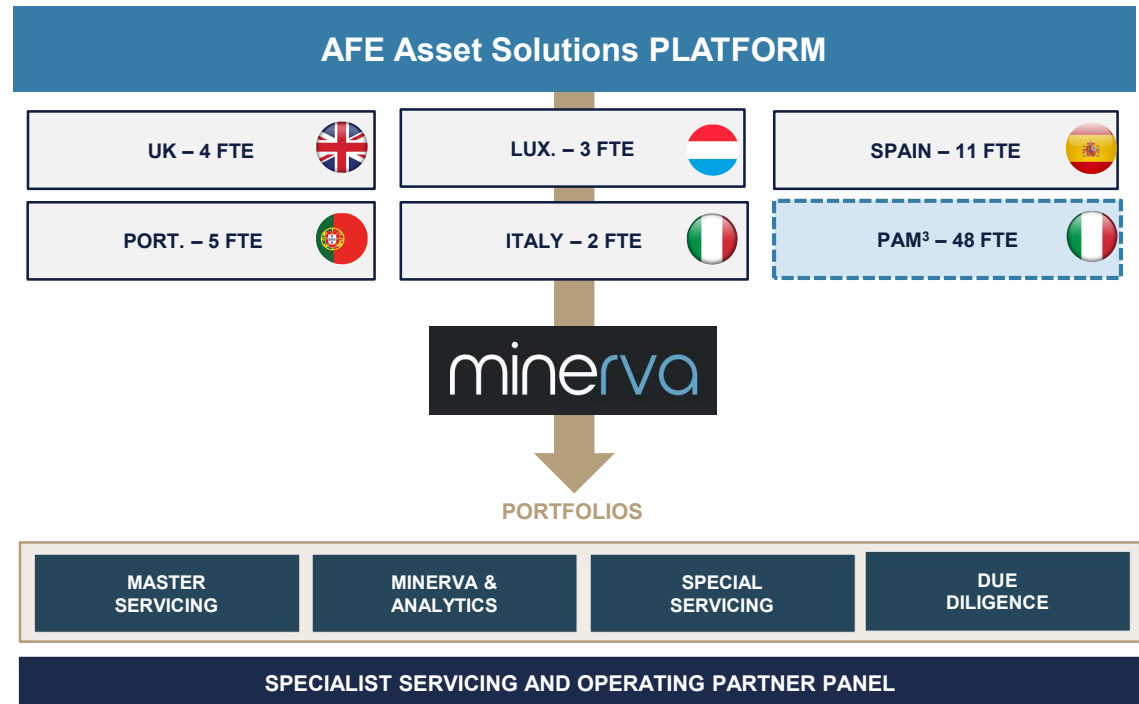 AFE Asset Solutions PLATFORM
UK – 4 FTE
LUX. – 3 FTE
SPAIN – 11 FTE
PORT. – 5 FTE
ITALY – 2 FTE
PAM³ – 48 FTE
minerva
PORTFOLIOS
MASTER
SERVICING
MINERVA &
ANALYTICS
SPECIAL
SERVICING
DUE
DILIGENCE
SPECIALIST SERVICING AND OPERATING PARTNER PANEL